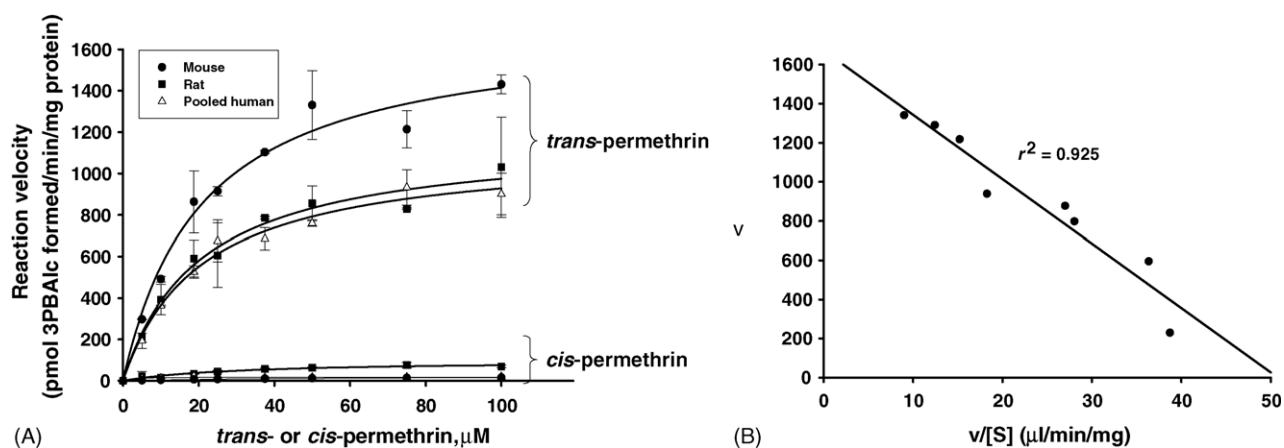 Reaction velocity
(pmol 3PBAlc formed/min/mg protein)
1600
1400
1200
1000
800
600
400
200
0
Mouse
Rat
Pooled human
trans-permethrin
cis-permethrin
0 20 40 60 80 100
trans- or cis-permethrin,μM
(A)
v
1600
1400
1200
1000
800
600
400
200
0
r² = 0.925
0 10 20 30 40 50
v/[S] (μl/min/mg)
(B)